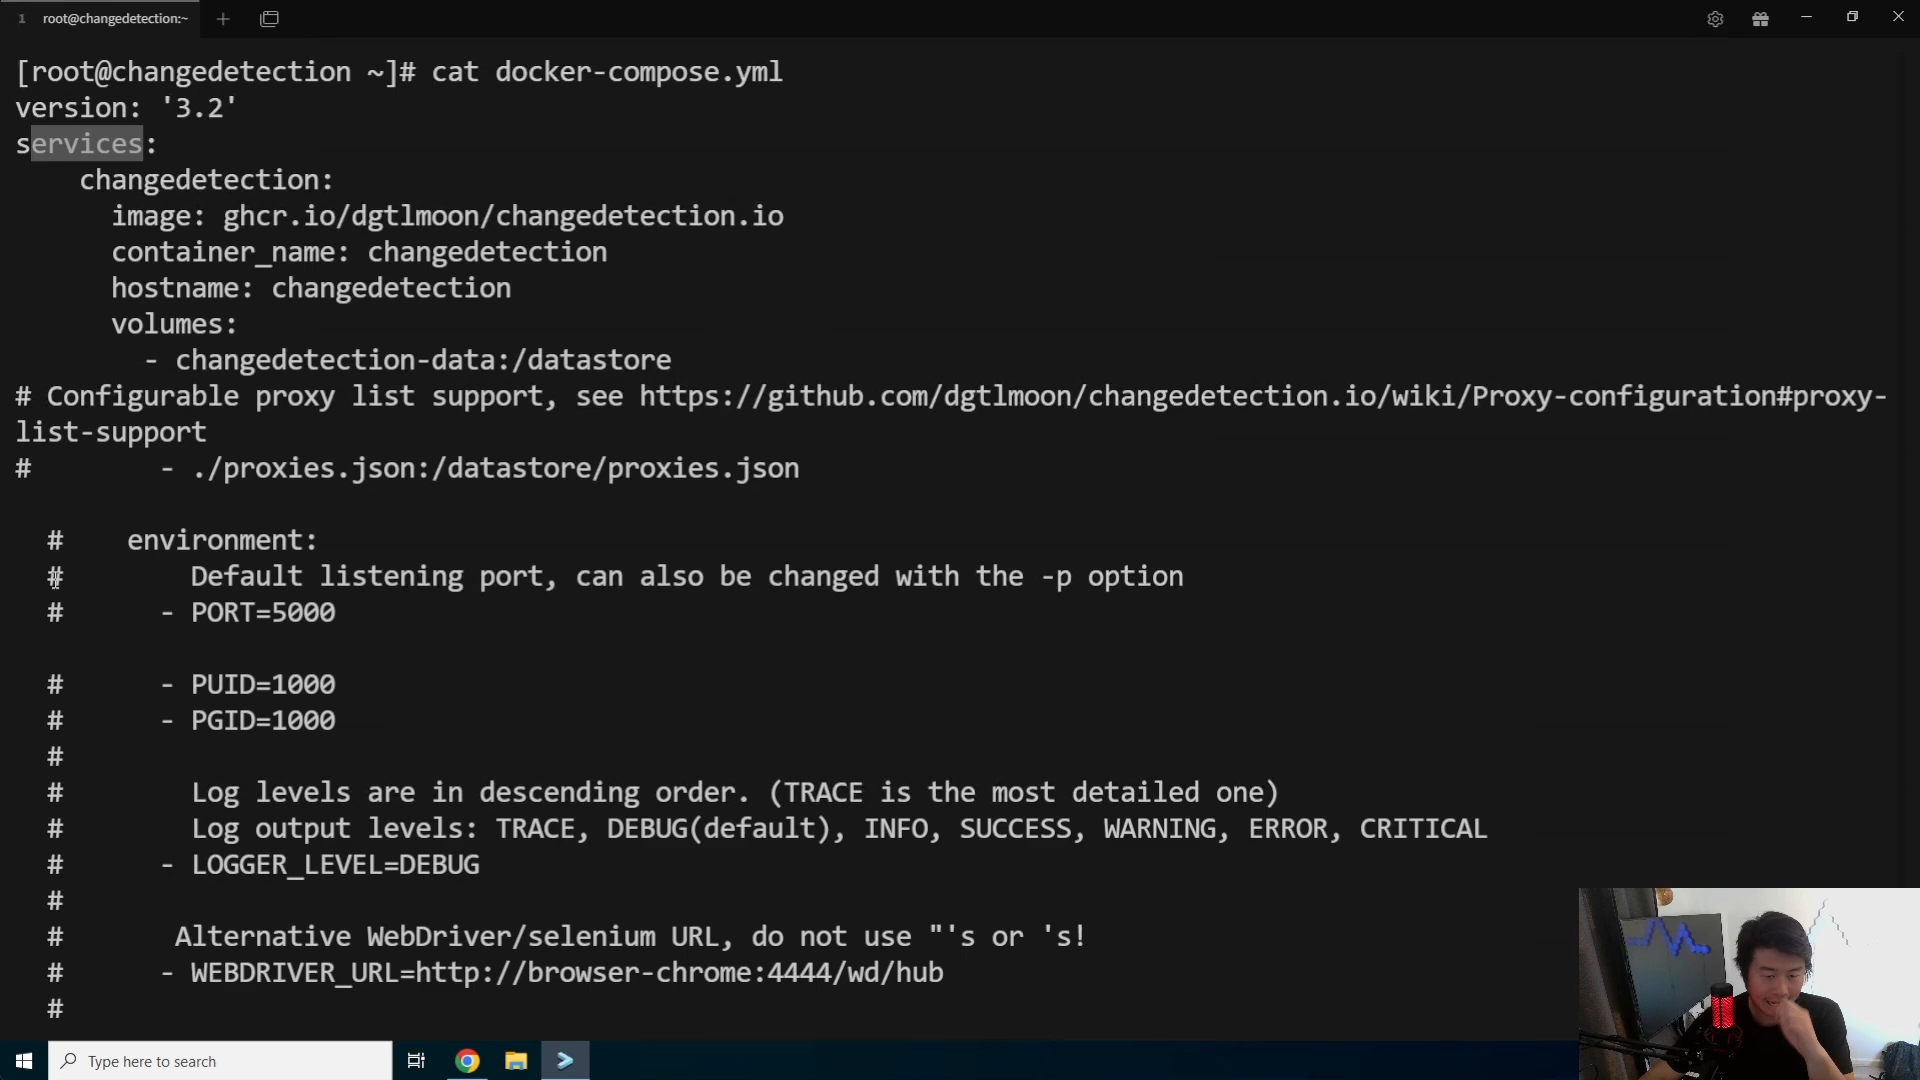 1 root@changedetection:~
[root@changedetection ~]# cat docker-compose.yml
version: '3.2'
services:
changedetection:
image: ghcr.io/dgtlmoon/changedetection.io
container_name: changedetection
hostname: changedetection
volumes:
- changedetection-data:/datastore
# Configurable proxy list support, see https://github.com/dgtlmoon/changedetection.io/wiki/Proxy-configuration#proxy-
list-support
# - ./proxies.json:/datastore/proxies.json
# environment:
# Default listening port, can also be changed with the -p option
# - PORT=5000
# - PUID=1000
# - PGID=1000
#
# Log levels are in descending order. (TRACE is the most detailed one)
# Log output levels: TRACE, DEBUG(default), INFO, SUCCESS, WARNING, ERROR, CRITICAL
# - LOGGER_LEVEL=DEBUG
#
# Alternative WebDriver/selenium URL, do not use "'s or 's!
# - WEBDRIVER_URL=http://browser-chrome:4444/wd/hub
#
Type here to search